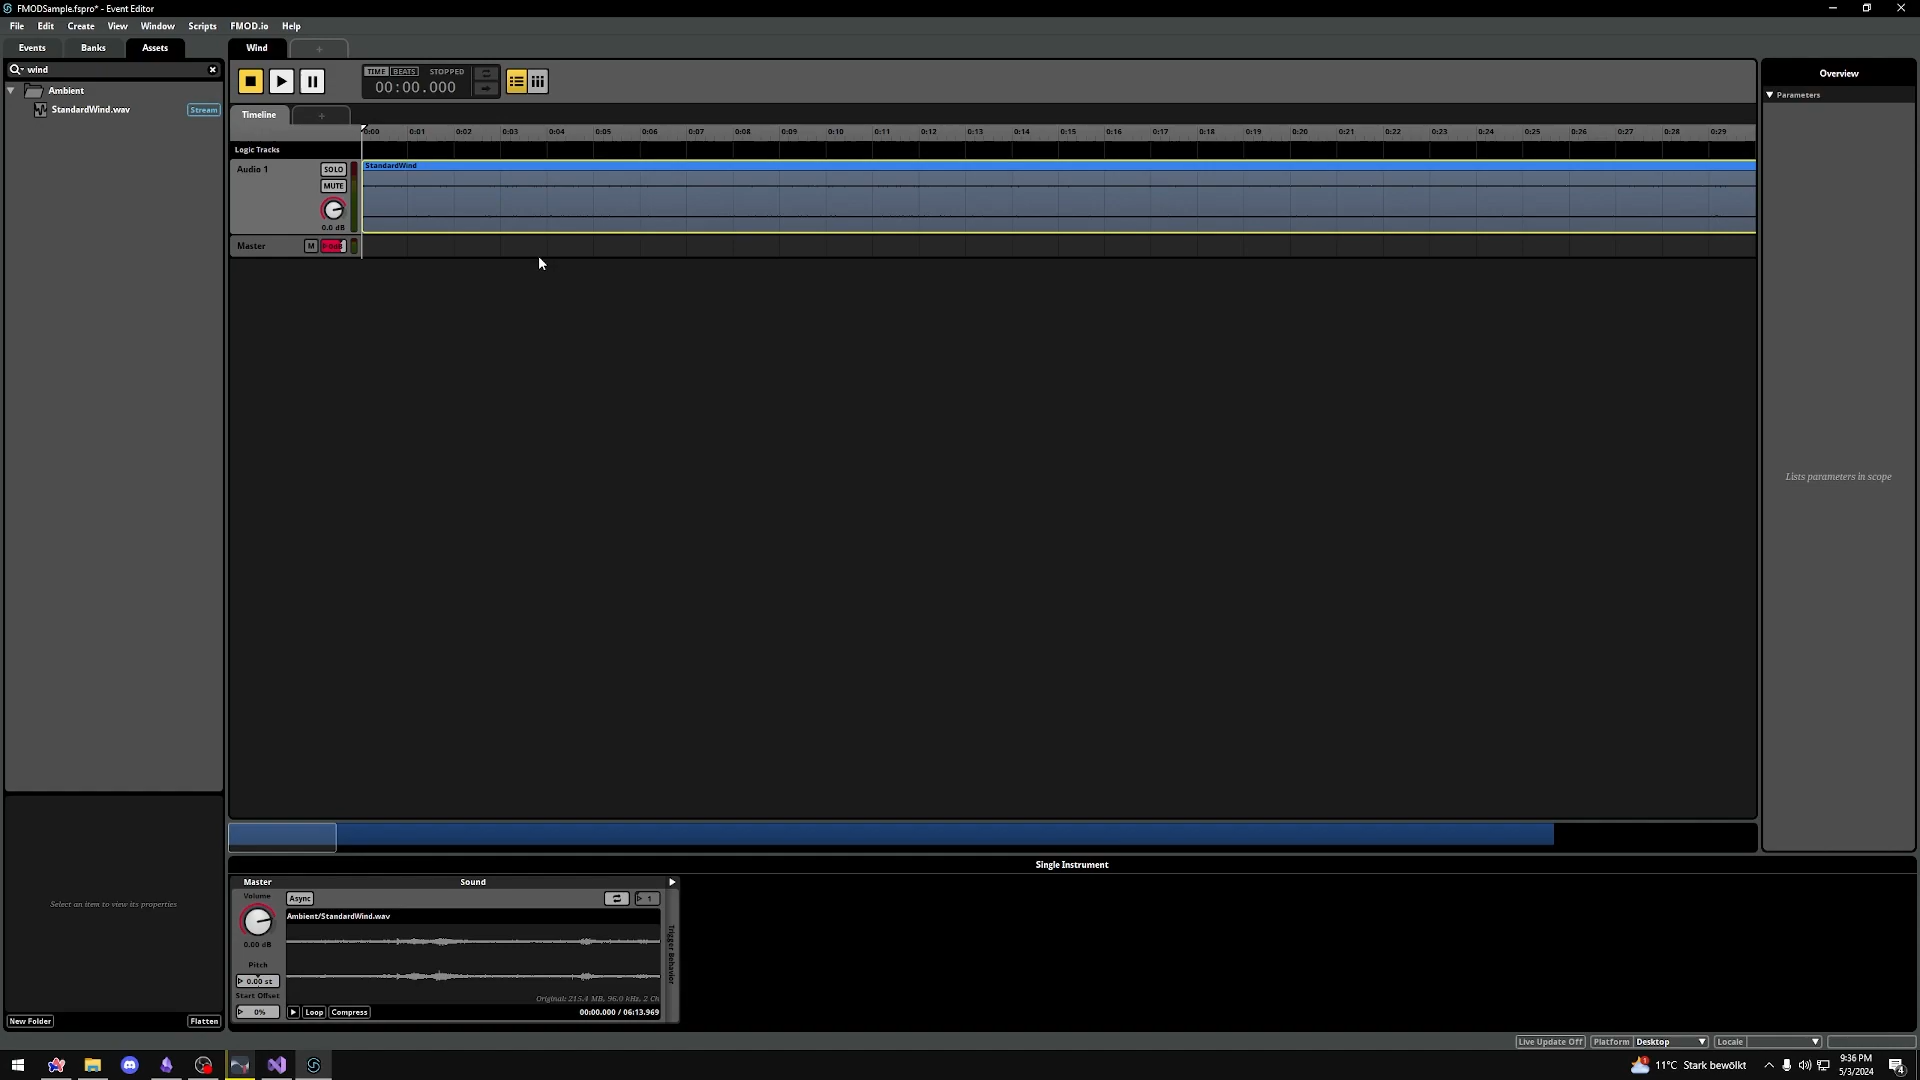 FMODSample.fspro* - Event Editor
File Edit Create View Window Scripts FMOD.io Help
Events Banks Assets
Wind +
wind
Ambient
StandardWind.wav Stream
TIME BEATS STOPPED
00:00.000
Timeline +
0:00 0:01 0:02 0:03 0:04 0:05 0:06 0:07 0:08 0:09 0:10 0:11 0:12 0:13 0:14 0:15 0:16 0:17 0:18 0:19 0:20 0:21 0:22 0:23 0:24 0:25 0:26 0:27 0:28 0:29
Logic Tracks
Audio 1 SOLO
MUTE
0.0 dB
StandardWind
Master M
Overview
Parameters
Lists parameters in scope
Select an item to view its properties
New Folder Flatten
Single Instrument
Master Sound
Volume
0.00 dB
Pitch
0.00 st
Start Offset
0%
Async 1
Ambient/StandardWind.wav
Original: 215.4 MB, 96.0 kHz, 2 Ch
Loop Compress 00:00.000 / 06:13.969
Trigger Behavior
Live Update Off Platform Desktop Locale
11°C Stark bewölkt
9:36 PM
5/3/2024
4